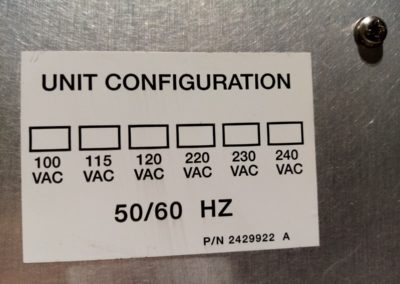 UNIT CONFIGURATION
100 115 120 220 230 240
VAC VAC VAC VAC VAC VAC
50/60 HZ
P/N 2429922 A